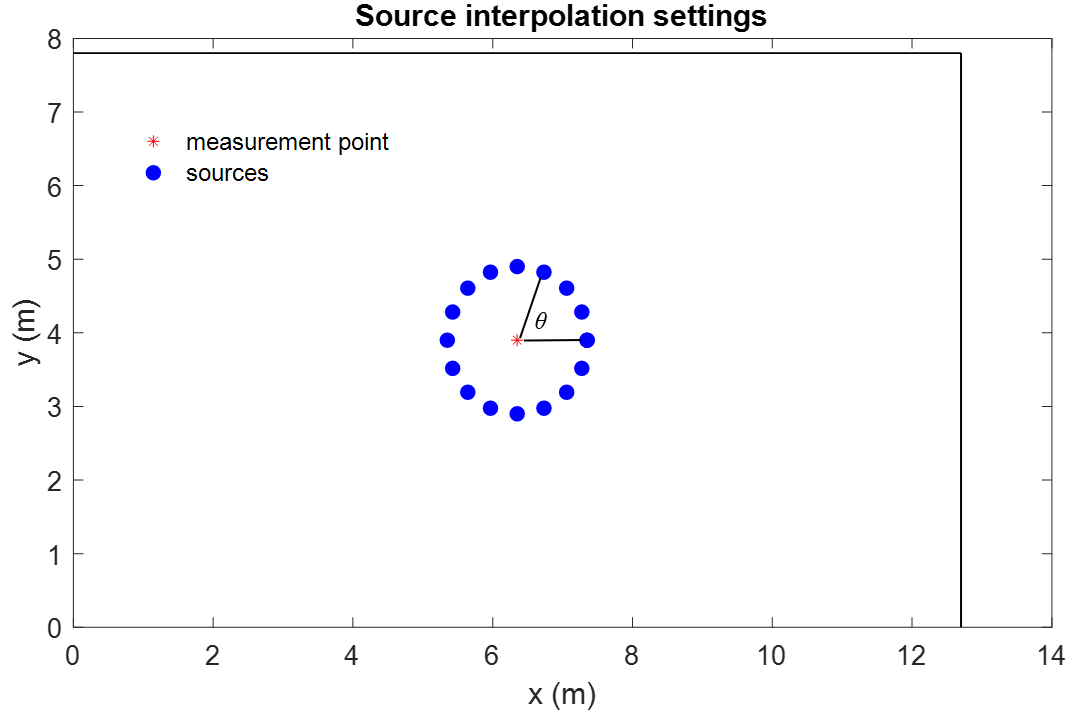 Source interpolation settings
8
7
6
5
4
3
2
1
0
y (m)
measurement point
sources
θ
0 2 4 6 8 10 12 14
x (m)